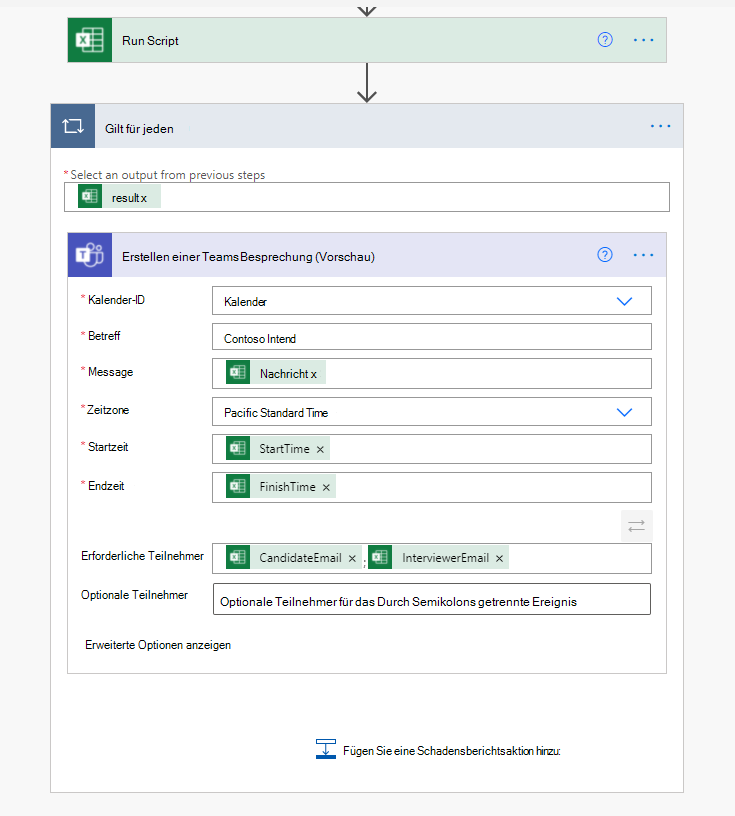 Run Script
?
Gilt für jeden
* Select an output from previous steps
result x
Erstellen einer Teams Besprechung (Vorschau)
?
* Kalender-ID
Kalender
* Betreff
Contoso Intend
* Message
Nachricht x
* Zeitzone
Pacific Standard Time
* Startzeit
StartTime ×
* Endzeit
FinishTime ×
Erforderliche Teilnehmer
CandidateEmail × ; InterviewerEmail ×
Optionale Teilnehmer
Optionale Teilnehmer für das Durch Semikolons getrennte Ereignis
Erweiterte Optionen anzeigen
Fügen Sie eine Schadensberichtsaktion hinzu: